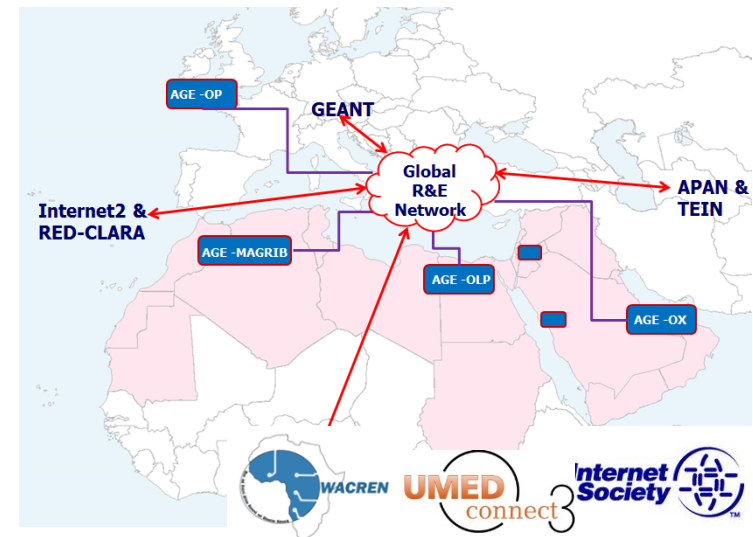 AGE -OP
GEANT
Global
R&E
Network
APAN &
TEIN
Internet2 &
RED-CLARA
AGE -MAGRIB
AGE -OLP
AGE -OX
WACREN
UMED
connect3
Internet
Society
TM